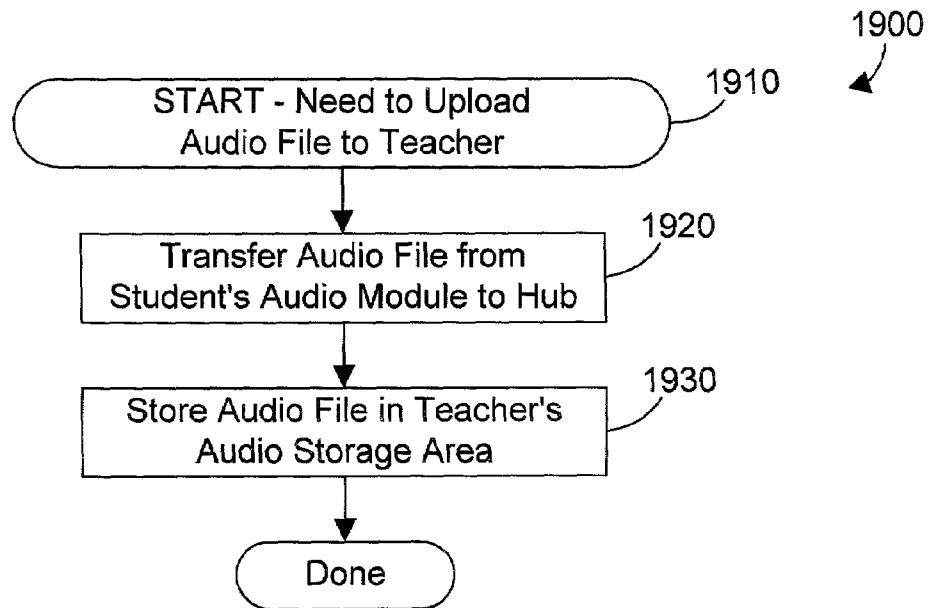 1900
1910
START - Need to Upload
Audio File to Teacher
1920
Transfer Audio File from
Student's Audio Module to Hub
1930
Store Audio File in Teacher's
Audio Storage Area
Done